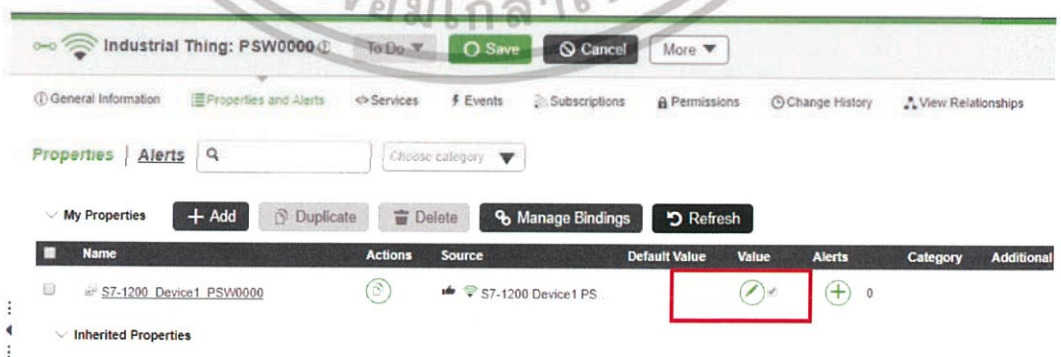 Industrial Thing: PSW0000 To Do Save Cancel More
General Information Properties and Alerts Services Events Subscriptions Permissions Change History View Relationships
Properties | Alerts Choose category
My Properties Add Duplicate Delete Manage Bindings Refresh
Name Actions Source Default Value Value Alerts Category Additional
S7-1200_Device1_PSW0000 S7-1200 Device1 PS.. 0
Inherited Properties